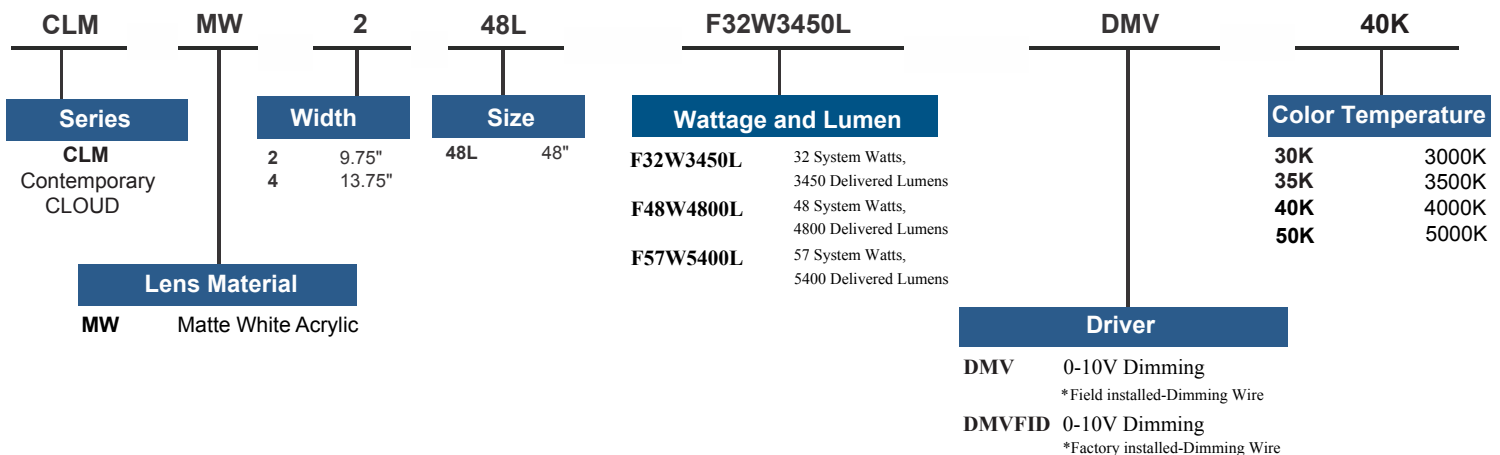 CLM MW 2 48L F32W3450L DMV 40K
Series
CLM
Contemporary
CLOUD
Lens Material
MW Matte White Acrylic
Width
2 9.75"
4 13.75"
Size
48L 48"
Wattage and Lumen
F32W3450L 32 System Watts,
3450 Delivered Lumens
F48W4800L 48 System Watts,
4800 Delivered Lumens
F57W5400L 57 System Watts,
5400 Delivered Lumens
Driver
DMV 0-10V Dimming
*Field installed-Dimming Wire
DMVFID 0-10V Dimming
*Factory installed-Dimming Wire
Color Temperature
30K 3000K
35K 3500K
40K 4000K
50K 5000K